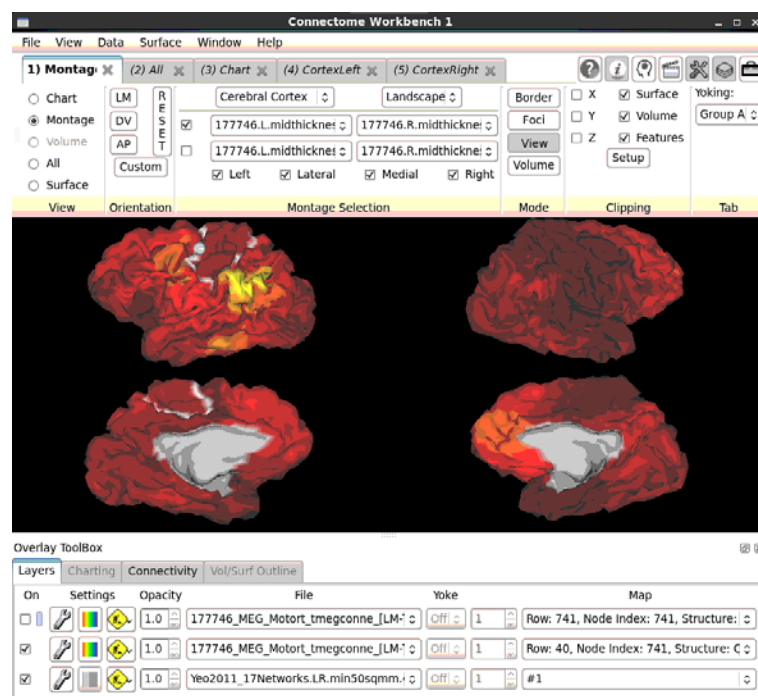 Connectome Workbench 1
File View Data Surface Window Help
1) Montag (2) All (3) Chart (4) CortexLeft (5) CortexRight
Chart
Montage
Volume
All
Surface
View
LM
DV
AP
RESET
Custom
Orientation
Cerebral Cortex Landscape
177746.L.midthicknes 177746.R.midthicknes
177746.L.midthicknes 177746.R.midthicknes
Left Lateral Medial Right
Montage Selection
Border
Foci
View
Volume
Mode
X Surface
Y Volume
Z Features
Setup
Clipping
Yoking:
Group A
Tab
Overlay ToolBox
Layers Charting Connectivity Vol/Surf Outline
On Settings Opacity File Yoke Map
1.0 177746_MEG_Motort_tmegconne_[LM- Off 1 Row: 741, Node Index: 741, Structure:
1.0 177746_MEG_Motort_tmegconne_[LM- Off 1 Row: 40, Node Index: 741, Structure: C
1.0 Yeo2011_17Networks.LR.min50sqmm. Off 1 #1